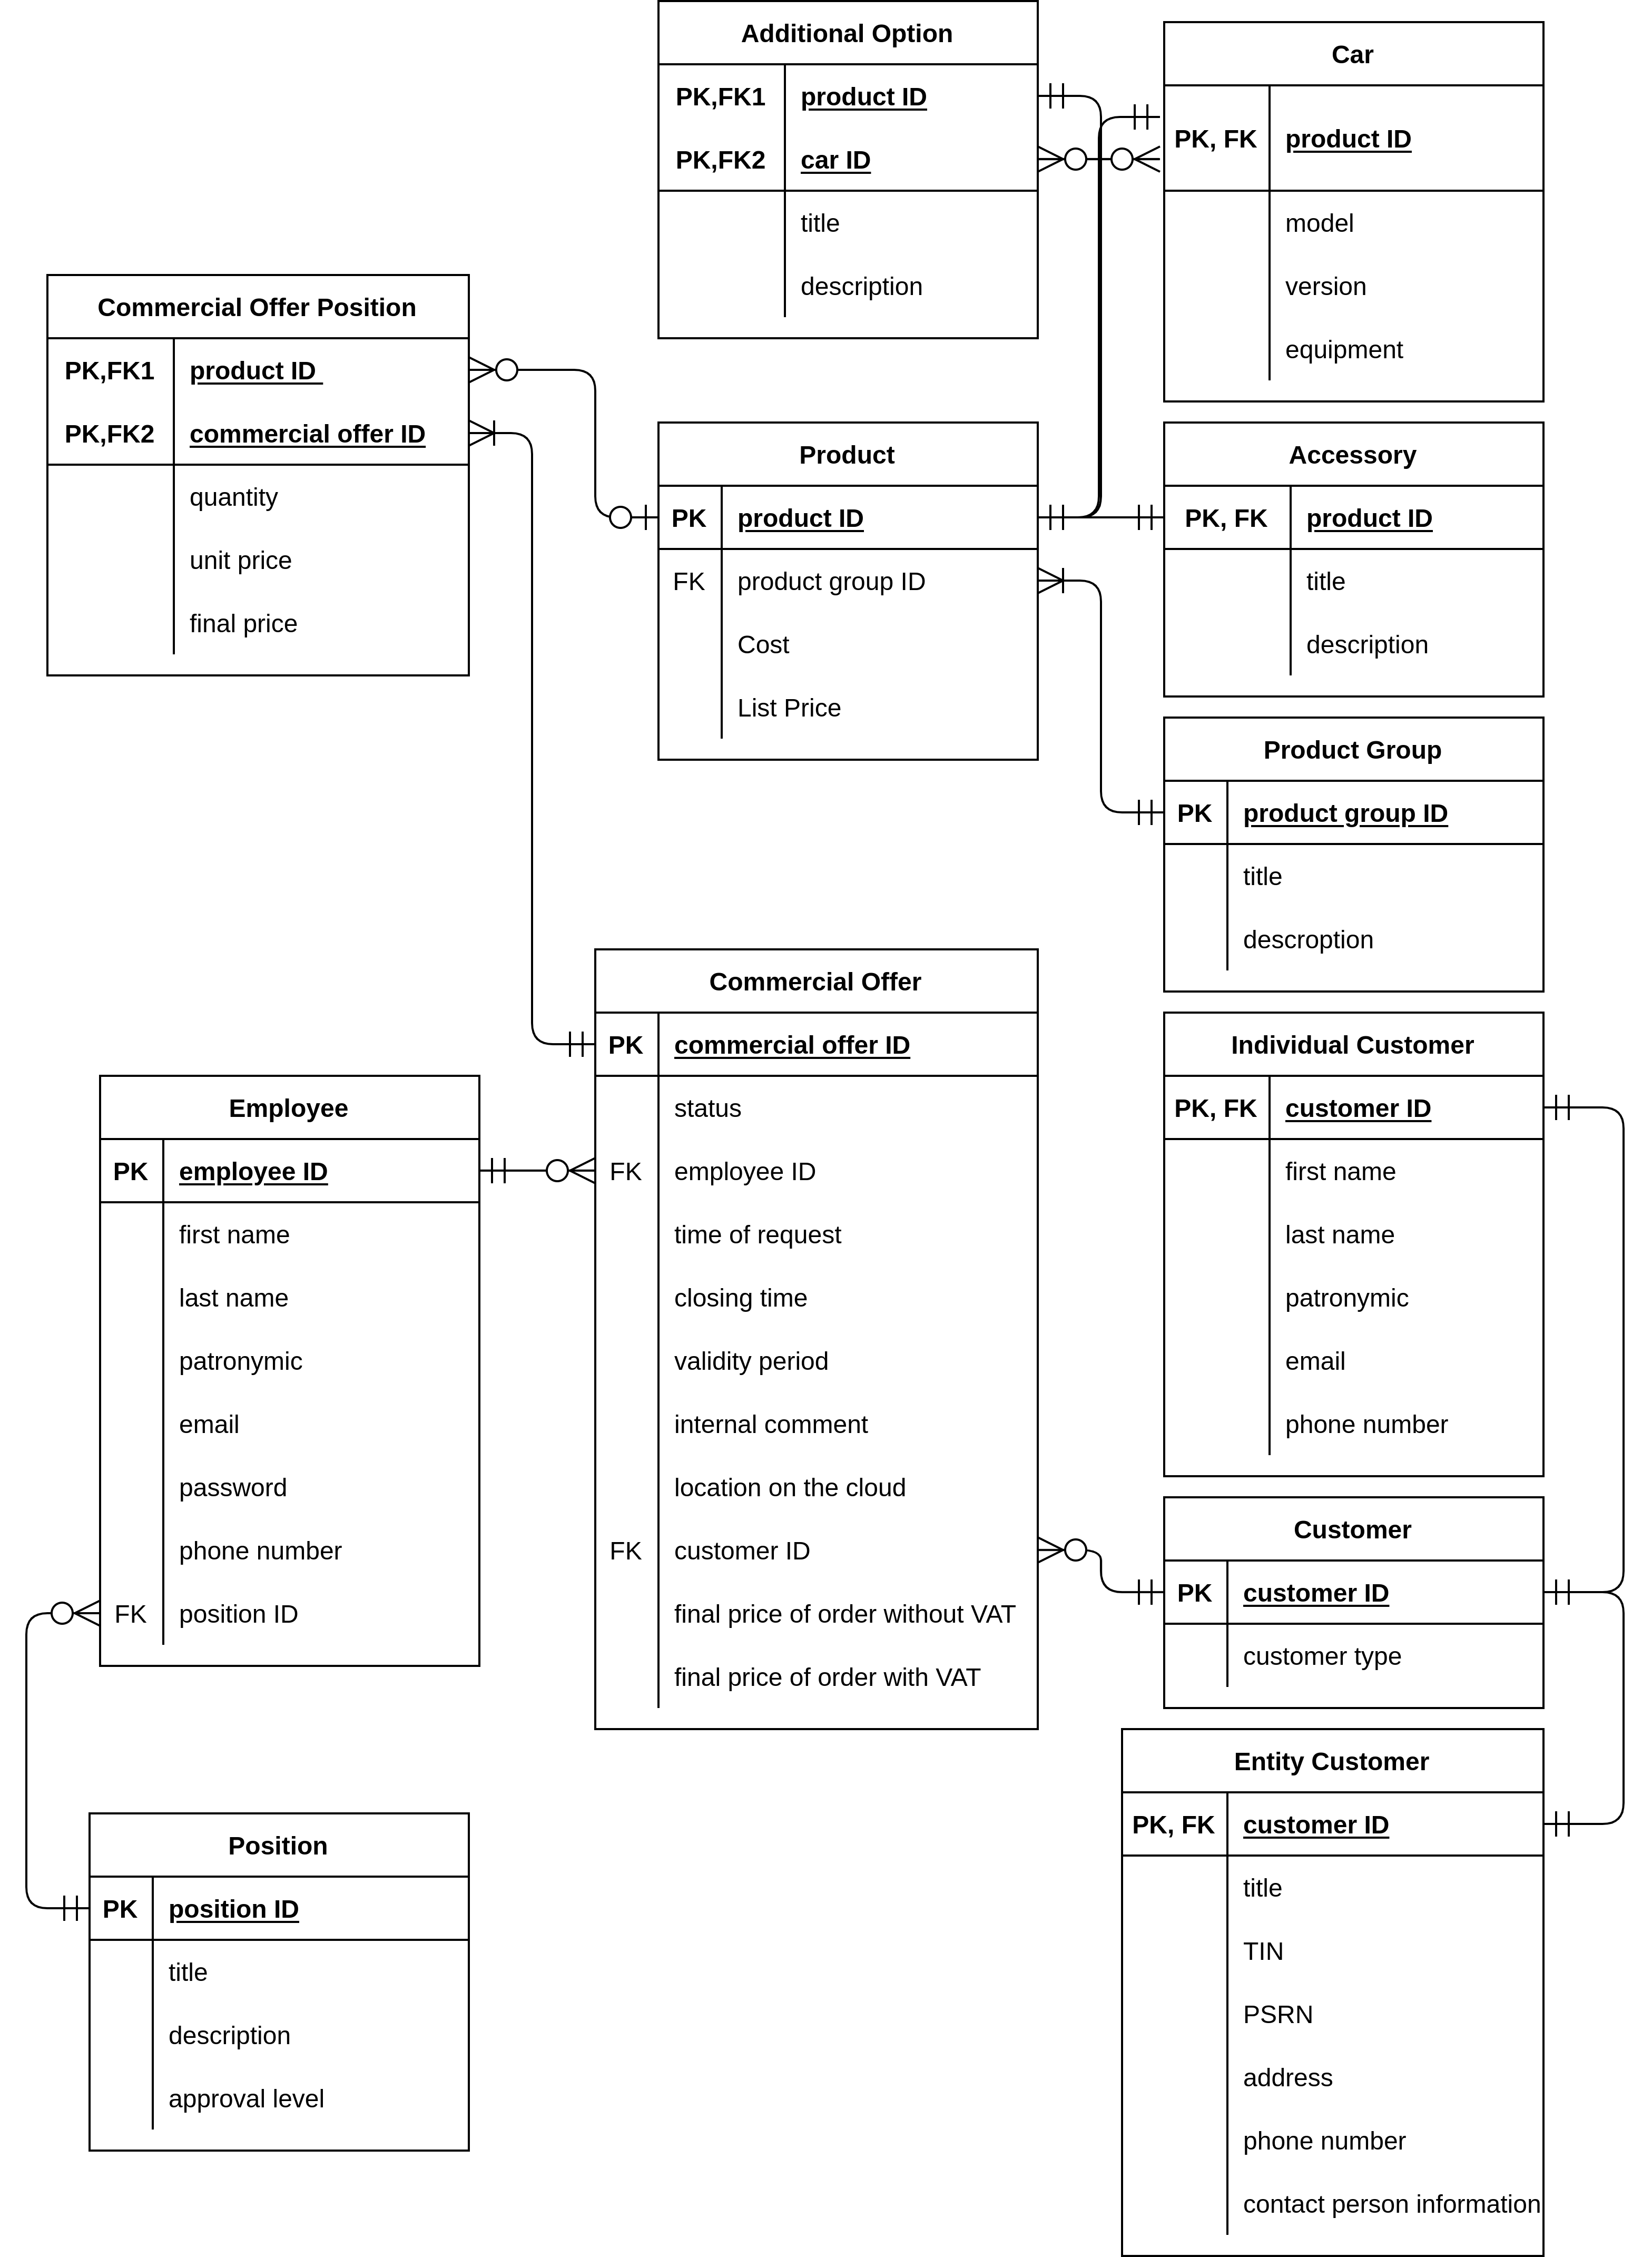 Additional Option
PK,FK1 product ID
PK,FK2 car ID
title
description
Car
PK, FK product ID
model
version
equipment
Commercial Offer Position
PK,FK1 product ID
PK,FK2 commercial offer ID
quantity
unit price
final price
Product
PK product ID
FK product group ID
Cost
List Price
Accessory
PK, FK product ID
title
description
Product Group
PK product group ID
title
descroption
Commercial Offer
PK commercial offer ID
status
FK employee ID
time of request
closing time
validity period
internal comment
location on the cloud
FK customer ID
final price of order without VAT
final price of order with VAT
Individual Customer
PK, FK customer ID
first name
last name
patronymic
email
phone number
Employee
PK employee ID
first name
last name
patronymic
email
password
phone number
FK position ID
Customer
PK customer ID
customer type
Entity Customer
PK, FK customer ID
title
TIN
PSRN
address
phone number
contact person information
Position
PK position ID
title
description
approval level